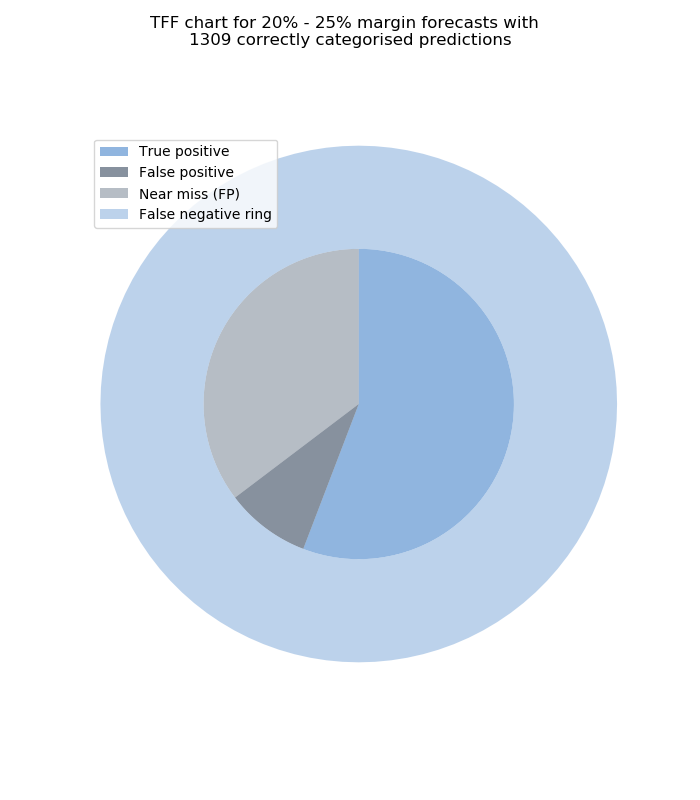 TFF chart for 20% - 25% margin forecasts with
1309 correctly categorised predictions
True positive
False positive
Near miss (FP)
False negative ring